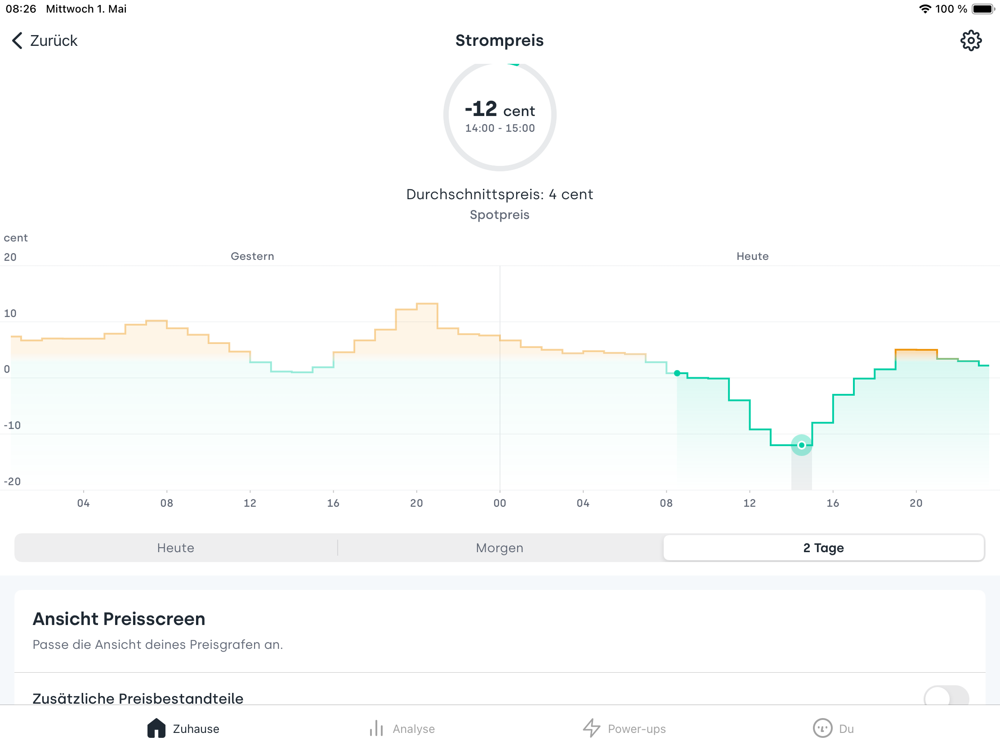 08:26 Mittwoch 1. Mai 100 %
Zurück Strompreis
-12 cent
14:00 - 15:00
Durchschnittspreis: 4 cent
Spotpreis
cent
20 Gestern Heute
10
0
-10
-20
04 08 12 16 20 00 04 08 12 16 20
Heute Morgen 2 Tage
Ansicht Preisscreen
Passe die Ansicht deines Preisgrafen an.
Zusätzliche Preisbestandteile
Zuhause Analyse Power-ups Du